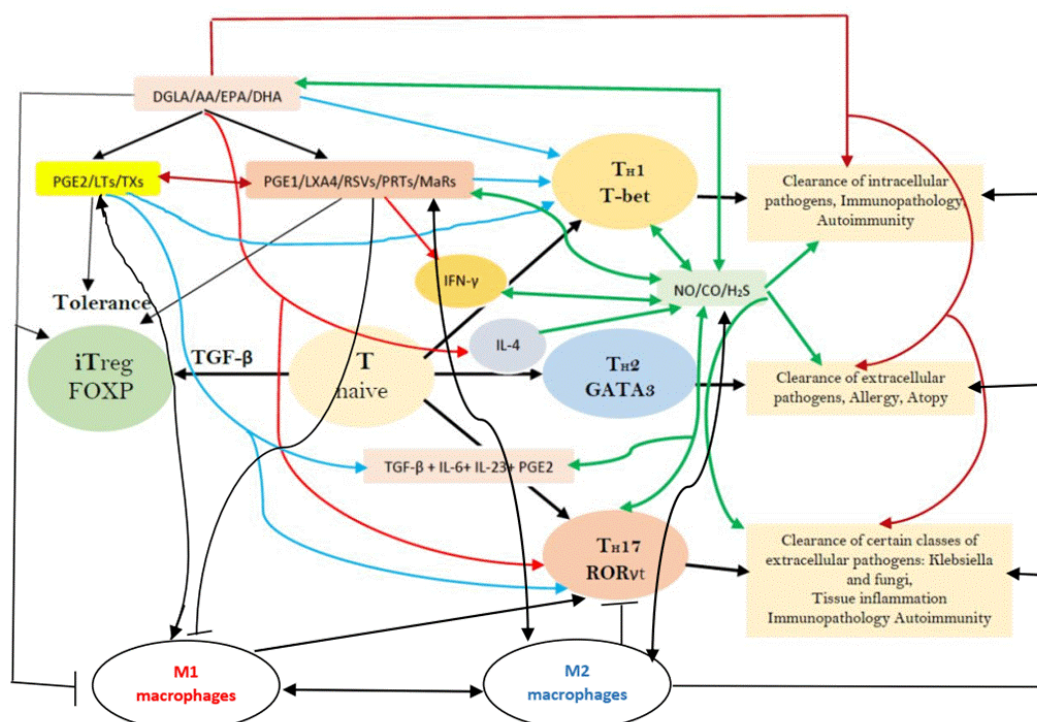 DGLA/AA/EPA/DHA
PGE2/LTs/TXs
PGE1/LXA4/RSVs/PRTs/MaRs
TH1
T-bet
Clearance of intracellular
pathogens, Immunopathology,
Autoimmunity
IFN-γ
NO/CO/H2S
Tolerance
iTreg
FOXP
TGF-β
T
naive
IL-4
TH2
GATA3
Clearance of extracellular
pathogens, Allergy, Atopy
TGF-β + IL-6+ IL-23+ PGE2
TH17
RORγt
Clearance of certain classes of
extracellular pathogens: Klebsiella
and fungi,
Tissue inflammation
Immunopathology Autoimmunity
M1
macrophages
M2
macrophages